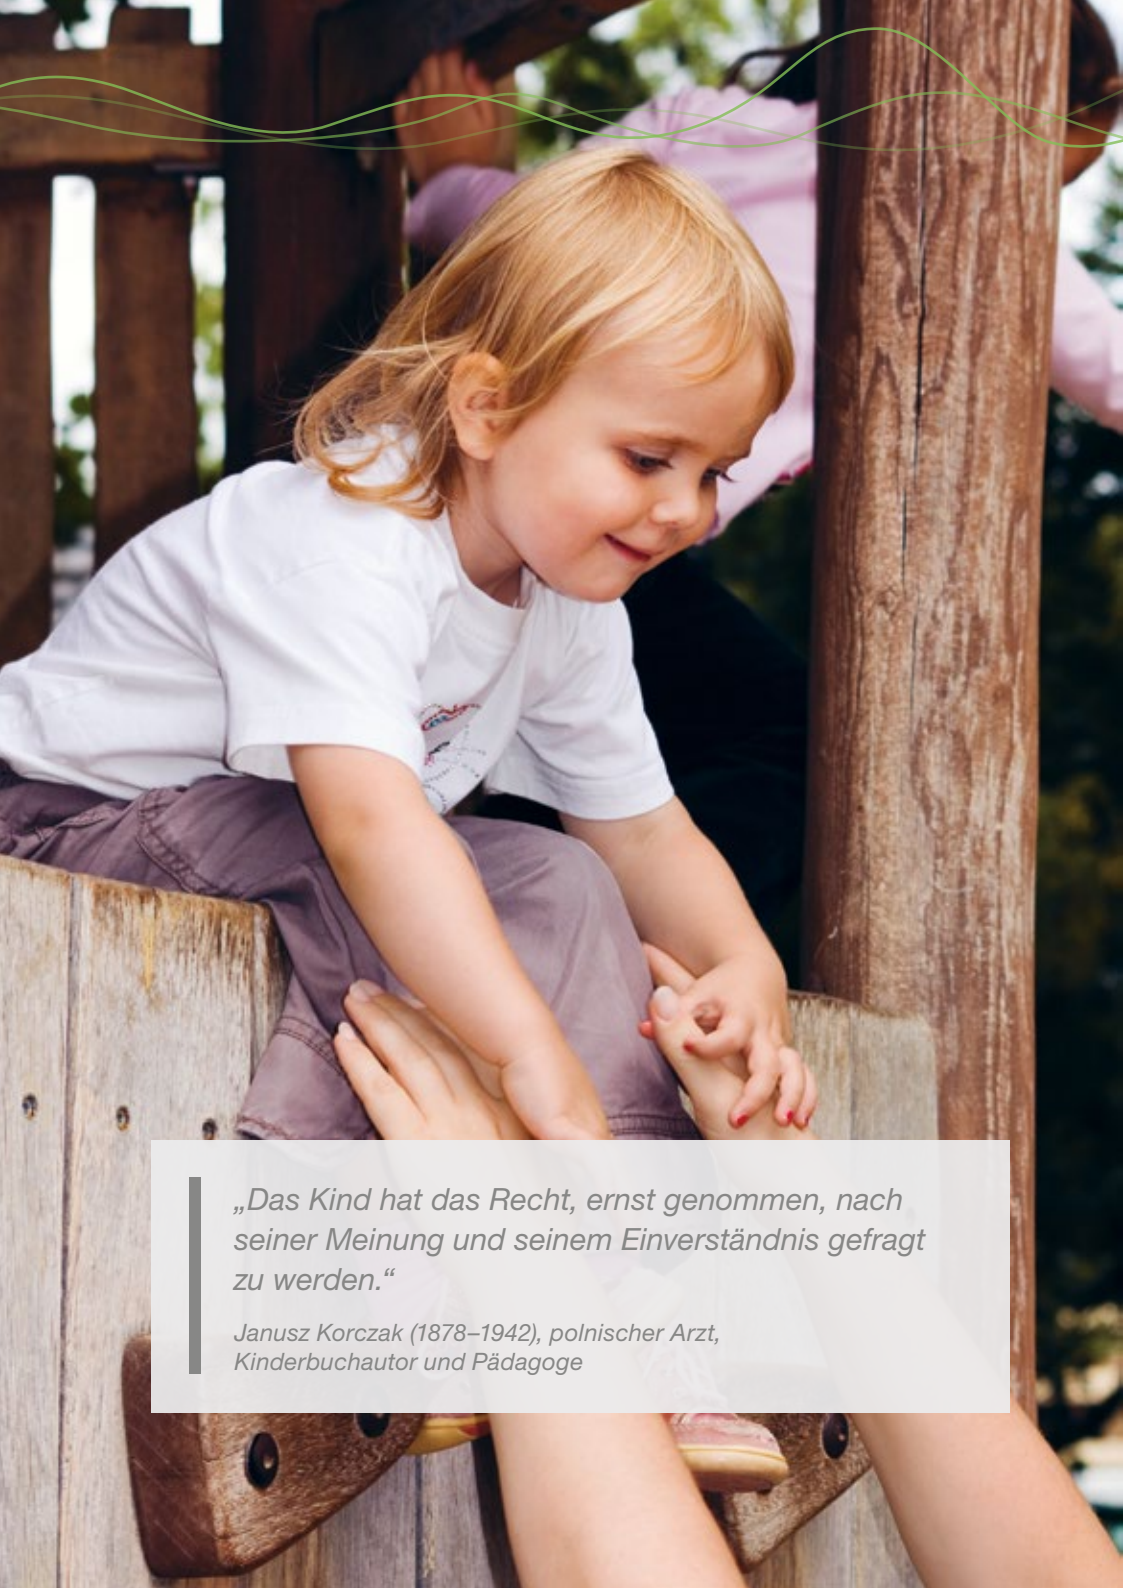 „Das Kind hat das Recht, ernst genommen, nach
seiner Meinung und seinem Einverständnis gefragt
zu werden.“
Janusz Korczak (1878–1942), polnischer Arzt,
Kinderbuchautor und Pädagoge